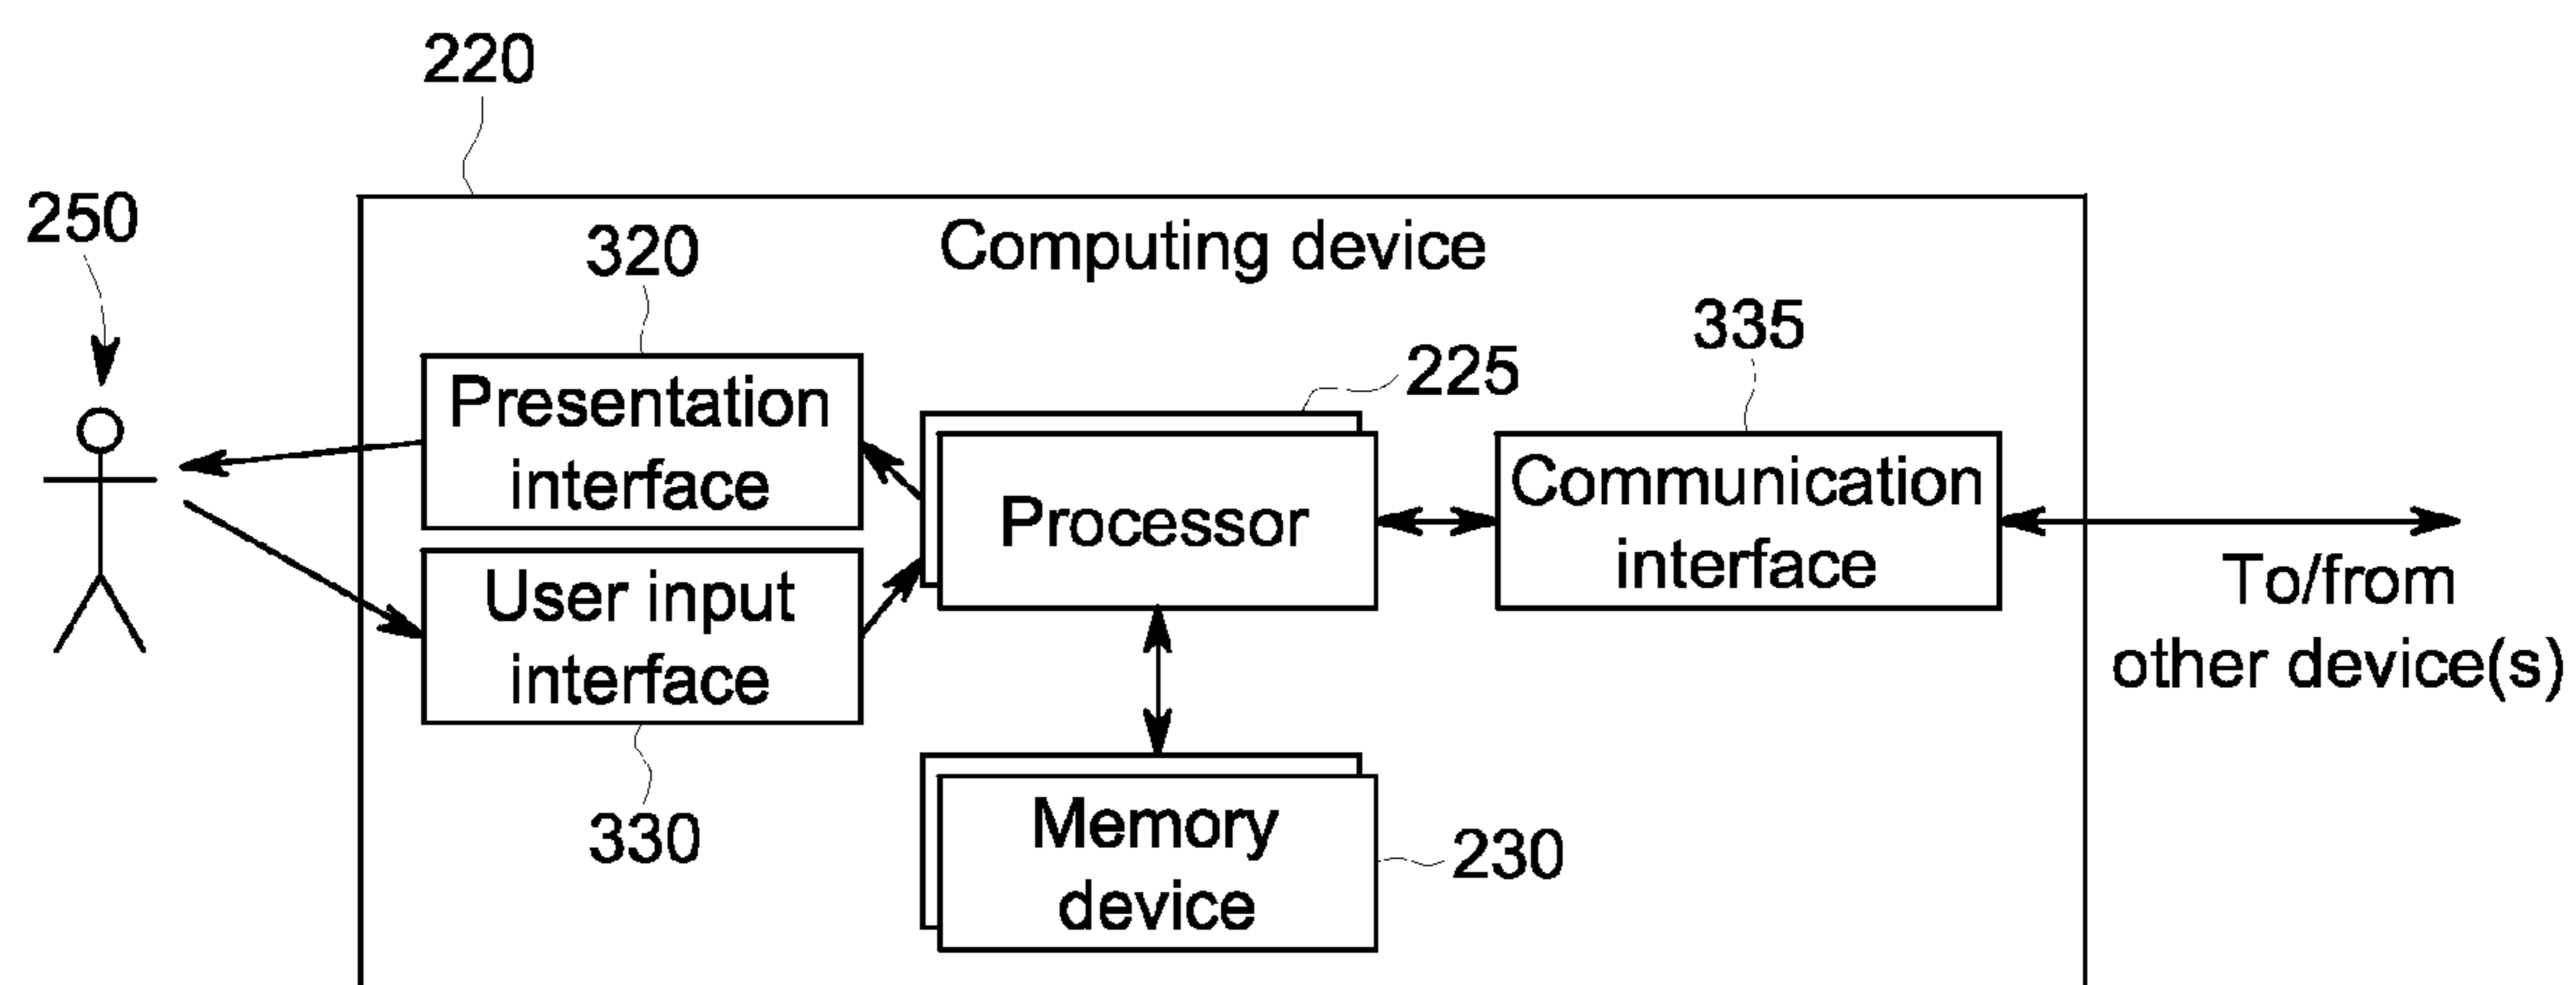 220
250
Computing device
320
335
225
Presentation
interface
Processor
Communication
interface
User input
interface
To/from
other device(s)
330
Memory
device
230